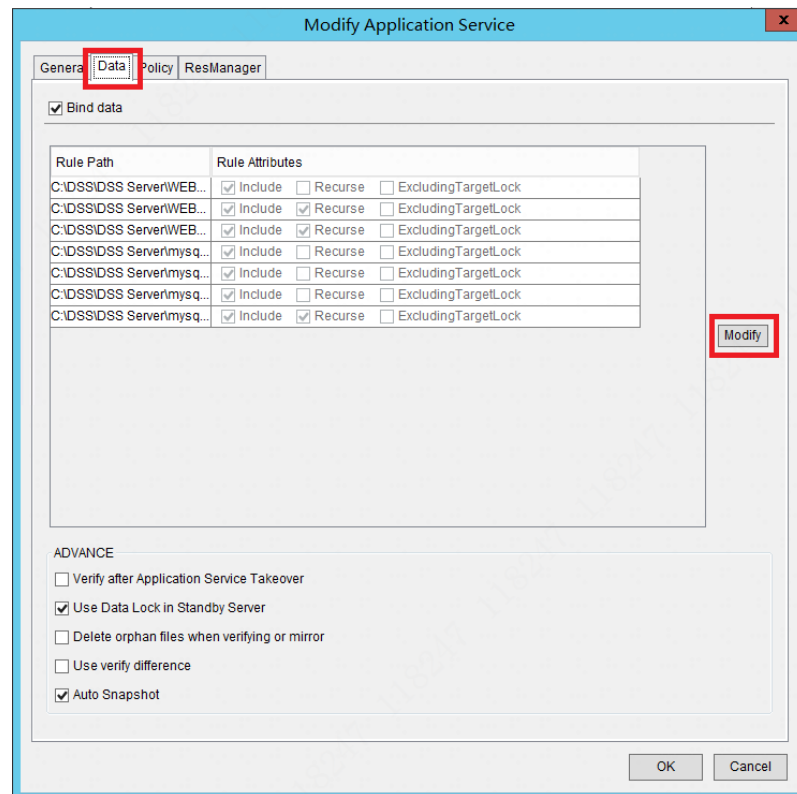 Modify Application Service
x
General Data Policy ResManager
Bind data
Rule Path Rule Attributes
C:\DSS\DSS Server\WEB... Include Recurse ExcludingTargetLock
C:\DSS\DSS Server\WEB... Include Recurse ExcludingTargetLock
C:\DSS\DSS Server\WEB... Include Recurse ExcludingTargetLock
C:\DSS\DSS Server\mysq... Include Recurse ExcludingTargetLock
C:\DSS\DSS Server\mysq... Include Recurse ExcludingTargetLock
C:\DSS\DSS Server\mysq... Include Recurse ExcludingTargetLock
C:\DSS\DSS Server\mysq... Include Recurse ExcludingTargetLock
Modify
ADVANCE
Verify after Application Service Takeover
Use Data Lock in Standby Server
Delete orphan files when verifying or mirror
Use verify difference
Auto Snapshot
OK Cancel